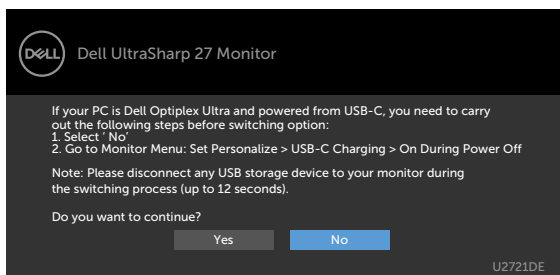 DELL
Dell UltraSharp 27 Monitor
If your PC is Dell Optiplex Ultra and powered from USB-C, you need to carry
out the following steps before switching option:
1. Select ‘ No’
2. Go to Monitor Menu: Set Personalize > USB-C Charging > On During Power Off
Note: Please disconnect any USB storage device to your monitor during
the switching process (up to 12 seconds).
Do you want to continue?
Yes No
U2721DE